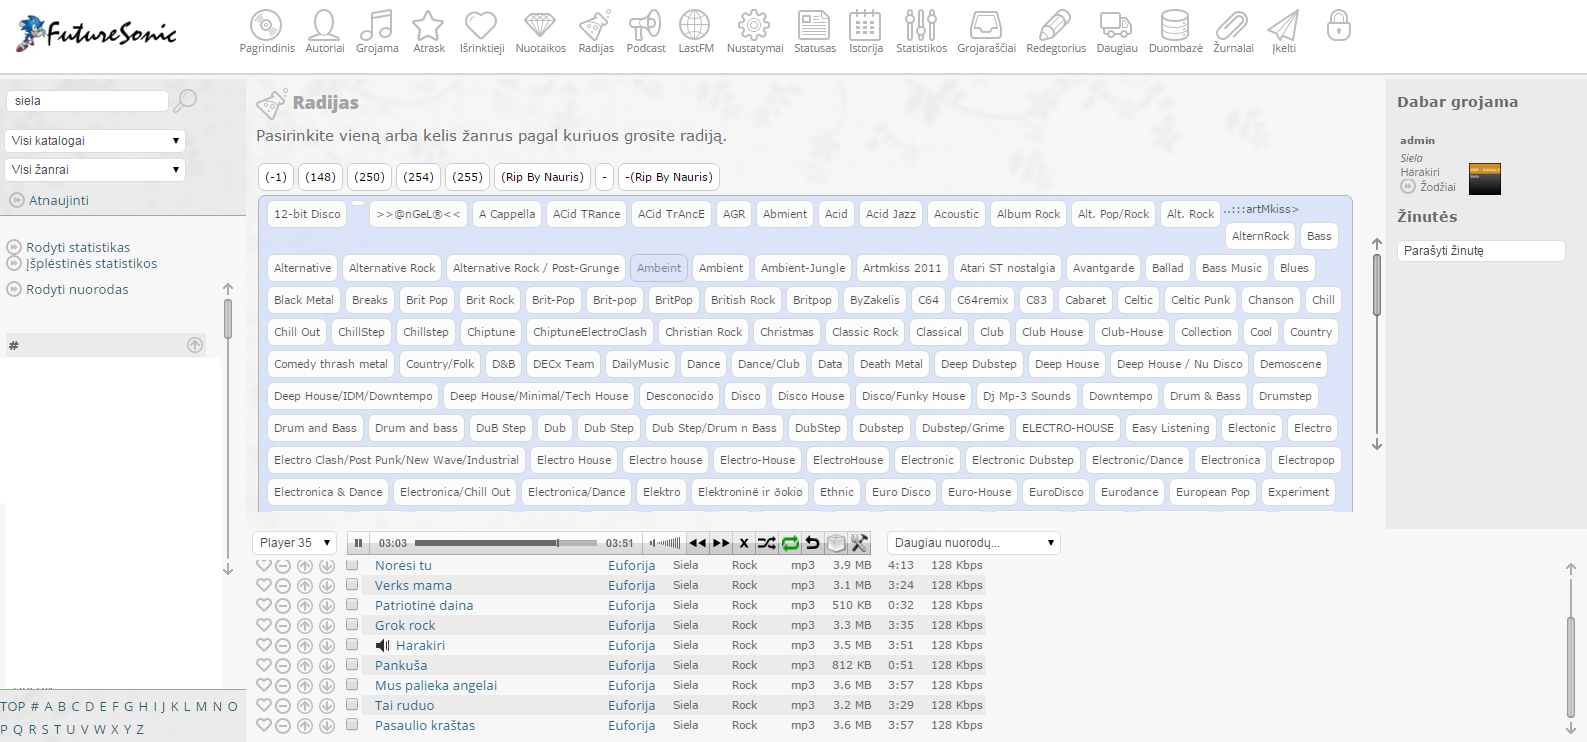 FutureSonic
Pagrindinis Autoriai Grojama Atrask Išrinktieji Nuotaikos Radijas Podcast LastFM Nustatymai Statusas Istorija Statistikos Grojaraščiai Redegtorius Daugiau Duombazė Žurnalai Įkelti
siela
Visi katalogai
Visi žanrai
Atnaujinti
Rodyti statistikas
Įšplėstinės statistikos
Rodyti nuorodas
#
TOP # A B C D E F G H I J K L M N O
P Q R S T U V W X Y Z
Radijas
Pasirinkite vieną arba kelis žanrus pagal kuriuos grosite radiją.
(-1) (148) (250) (254) (255) (Rip By Nauris) - -(Rip By Nauris)
12-bit Disco >>@nGeL®<< A Cappella ACid TRance ACiD TrAncE AGR Abmient Acid Acid Jazz Acoustic Album Rock Alt. Pop/Rock Alt. Rock ..:::artMkiss>
AlternRock Bass
Alternative Alternative Rock Alternative Rock / Post-Grunge Ambeint Ambient Ambient-Jungle Artmkiss 2011 Atari ST nostalgia Avantgarde Ballad Bass Music Blues
Black Metal Breaks Brit Pop Brit Rock Brit-Pop Brit-pop BritPop British Rock Britpop ByZakelis C64 C64remix C83 Cabaret Celtic Celtic Punk Chanson Chill
Chill Out ChillStep Chillstep Chiptune ChiptuneElectroClash Christian Rock Christmas Classic Rock Classical Club Club House Club-House Collection Cool Country
Comedy thrash metal Country/Folk D&B DECx Team DailyMusic Dance Dance/Club Data Death Metal Deep Dubstep Deep House Deep House / Nu Disco Demoscene
Deep House/IDM/Downtempo Deep House/Minimal/Tech House Desconocido Disco Disco House Disco/Funky House Dj Mp-3 Sounds Downtempo Drum & Bass Drumstep
Drum and Bass Drum and bass DuB Step Dub Dub Step Dub Step/Drum n Bass DubStep Dubstep Dubstep/Grime ELECTRO-HOUSE Easy Listening Electonic Electro
Electro Clash/Post Punk/New Wave/Industrial Electro House Electro house Electro-House ElectroHouse Electronic Electronic Dubstep Electronic/Dance Electronica Electropop
Electronica & Dance Electronica/Chill Out Electronica/Dance Elektro Elektroninė ir ðokio Ethnic Euro Disco Euro-House EuroDisco Eurodance European Pop Experiment
Player 35 03:03 03:51 X Daugiau nuorodų...
Norėsi tu Euforija Siela Rock mp3 3.9 MB 4:13 128 Kbps
Verks mama Euforija Siela Rock mp3 3.1 MB 3:24 128 Kbps
Patriotinė daina Euforija Siela Rock mp3 510 KB 0:32 128 Kbps
Grok rock Euforija Siela Rock mp3 3.3 MB 3:35 128 Kbps
Harakiri Euforija Siela Rock mp3 3.5 MB 3:51 128 Kbps
Pankuša Euforija Siela Rock mp3 812 KB 0:51 128 Kbps
Mus palieka angelai Euforija Siela Rock mp3 3.6 MB 3:57 128 Kbps
Tai ruduo Euforija Siela Rock mp3 3.2 MB 3:29 128 Kbps
Pasaulio kraštas Euforija Siela Rock mp3 3.6 MB 3:57 128 Kbps
Dabar grojama
admin
Siela
Harakiri
Žodžiai
Žinutės
Parašyti žinutę